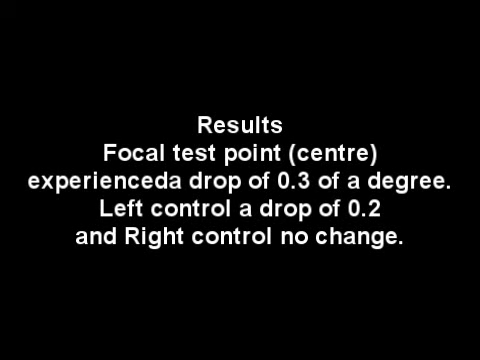 Results
Focal test point (centre)
experienceda drop of 0.3 of a degree.
Left control a drop of 0.2
and Right control no change.